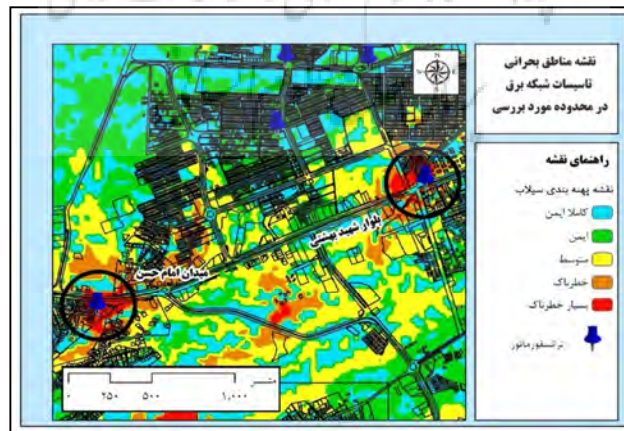 نقشه مناطق بحرانی
تاسیسات شبکه برق
در محدوده مورد بررسی
راهنمای نقشه
نقشه پهنه بندی سیلاب
کاملا ایمن
ایمن
متوسط
خطرناک
بسیار خطرناک
ترانسفورماتور
بلوار شهید بهشتی
میدان امام حسن
متر
۰ ۲۵۰ ۵۰۰ ۱,۰۰۰